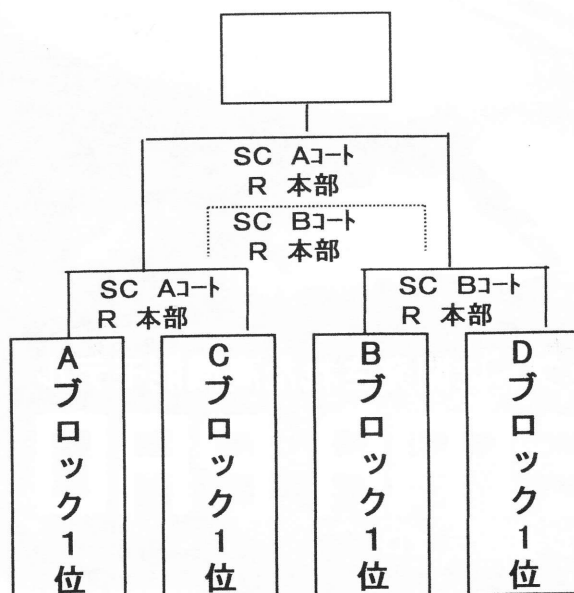 SC Aコート
R 本部
SC Bコート
R 本部
SC Aコート
R 本部
SC Bコート
R 本部
Aブロック1位
Cブロック1位
Bブロック1位
Dブロック1位